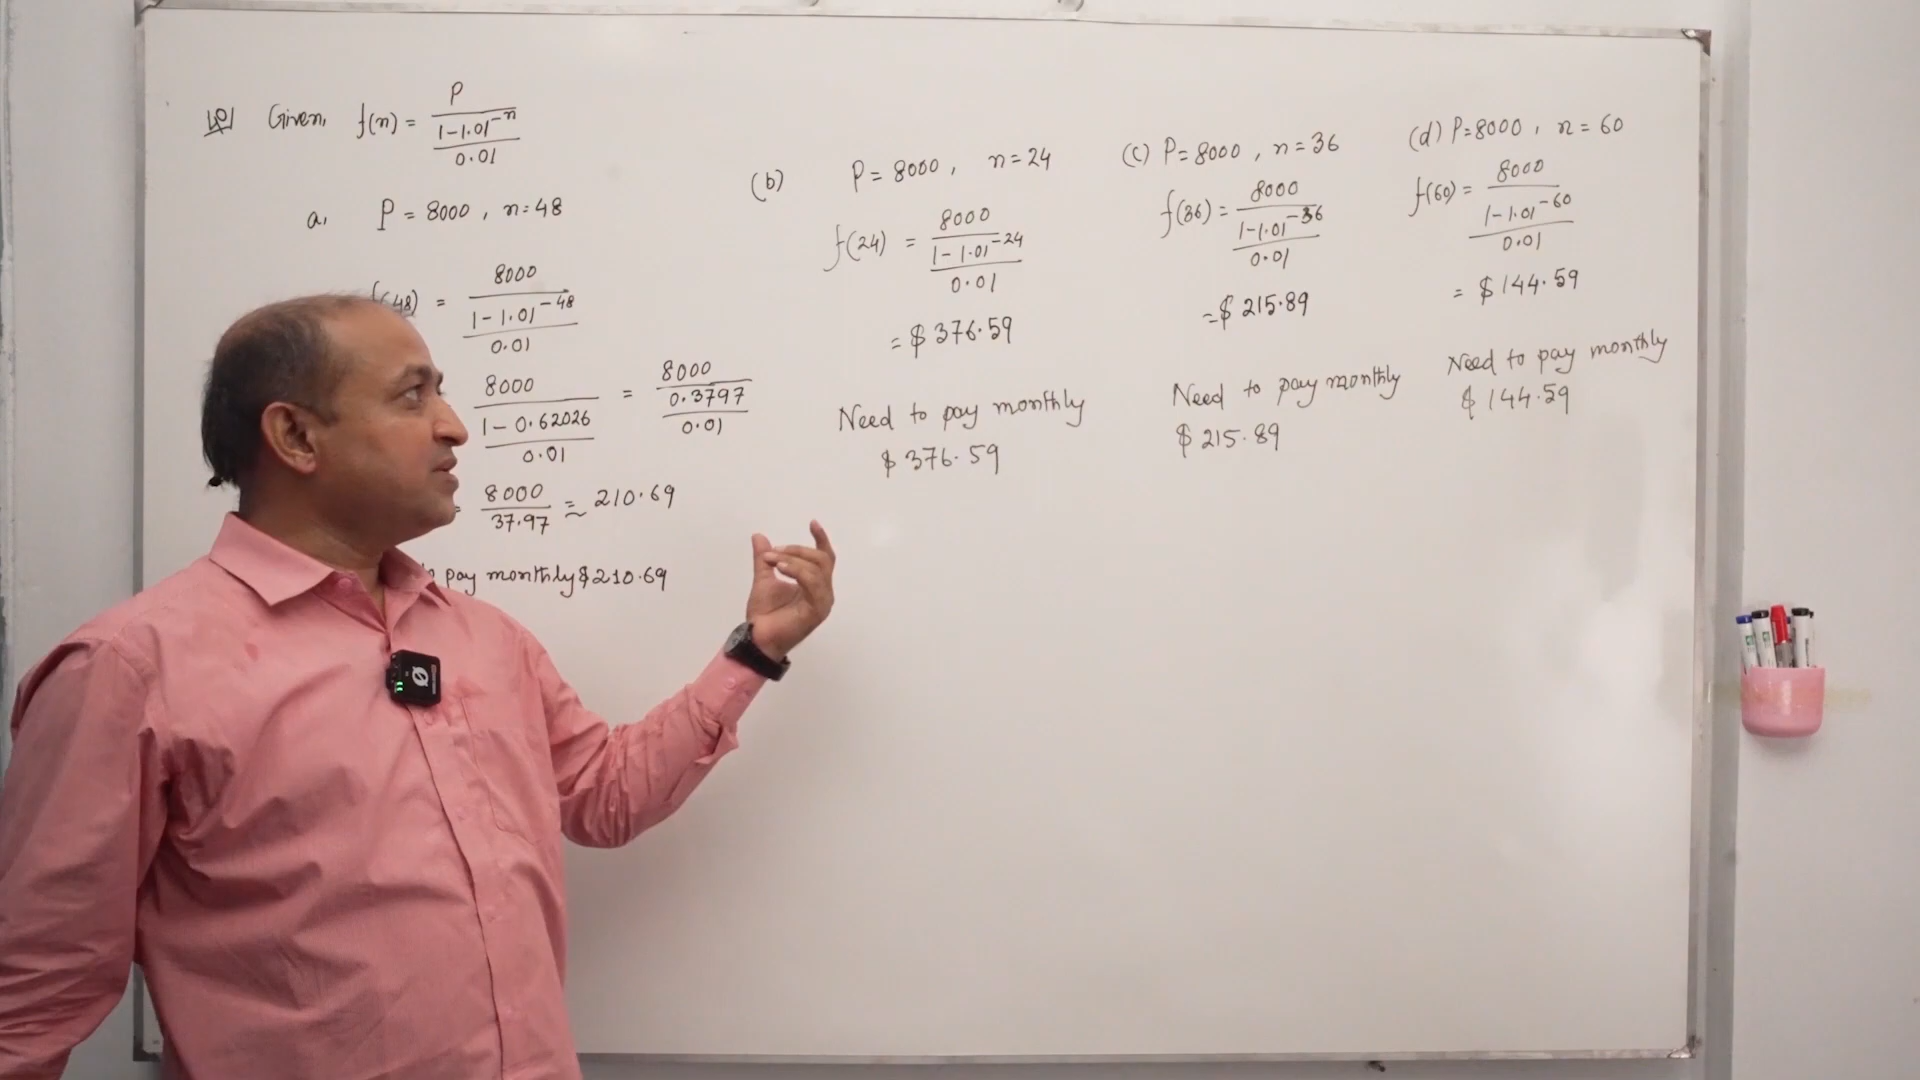 Given, f(n) = P / ((1-1.01^-n) / 0.01)
a, P = 8000, n=48
(48) = 8000 / ((1-1.01^-48) / 0.01)
8000 / ((1-0.62026) / 0.01) = 8000 / (0.3797 / 0.01)
= 8000 / 37.97 ≃ 210.69
pay monthly $210.69
(b) P = 8000, n=24
f(24) = 8000 / ((1-1.01^-24) / 0.01)
= $376.59
Need to pay monthly
$376.59
(c) P=8000, n=36
f(36) = 8000 / ((1-1.01^-36) / 0.01)
=$215.89
Need to pay monthly
$215.89
(d) P=8000, n=60
f(60) = 8000 / ((1-1.01^-60) / 0.01)
= $144.59
Need to pay monthly
$144.59